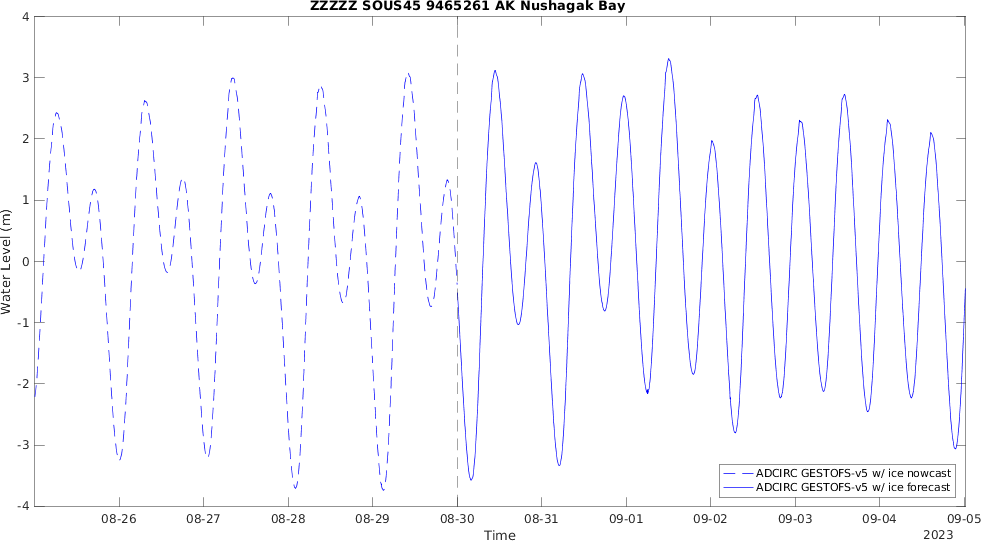 ZZZZZ SOUS45 9465261 AK Nushagak Bay
4
3
2
1
0
-1
-2
-3
-4
Water Level (m)
ADCIRC GESTOFS-v5 w/ ice nowcast
ADCIRC GESTOFS-v5 w/ ice forecast
08-26 08-27 08-28 08-29 08-30 08-31 09-01 09-02 09-03 09-04 09-05
Time
2023